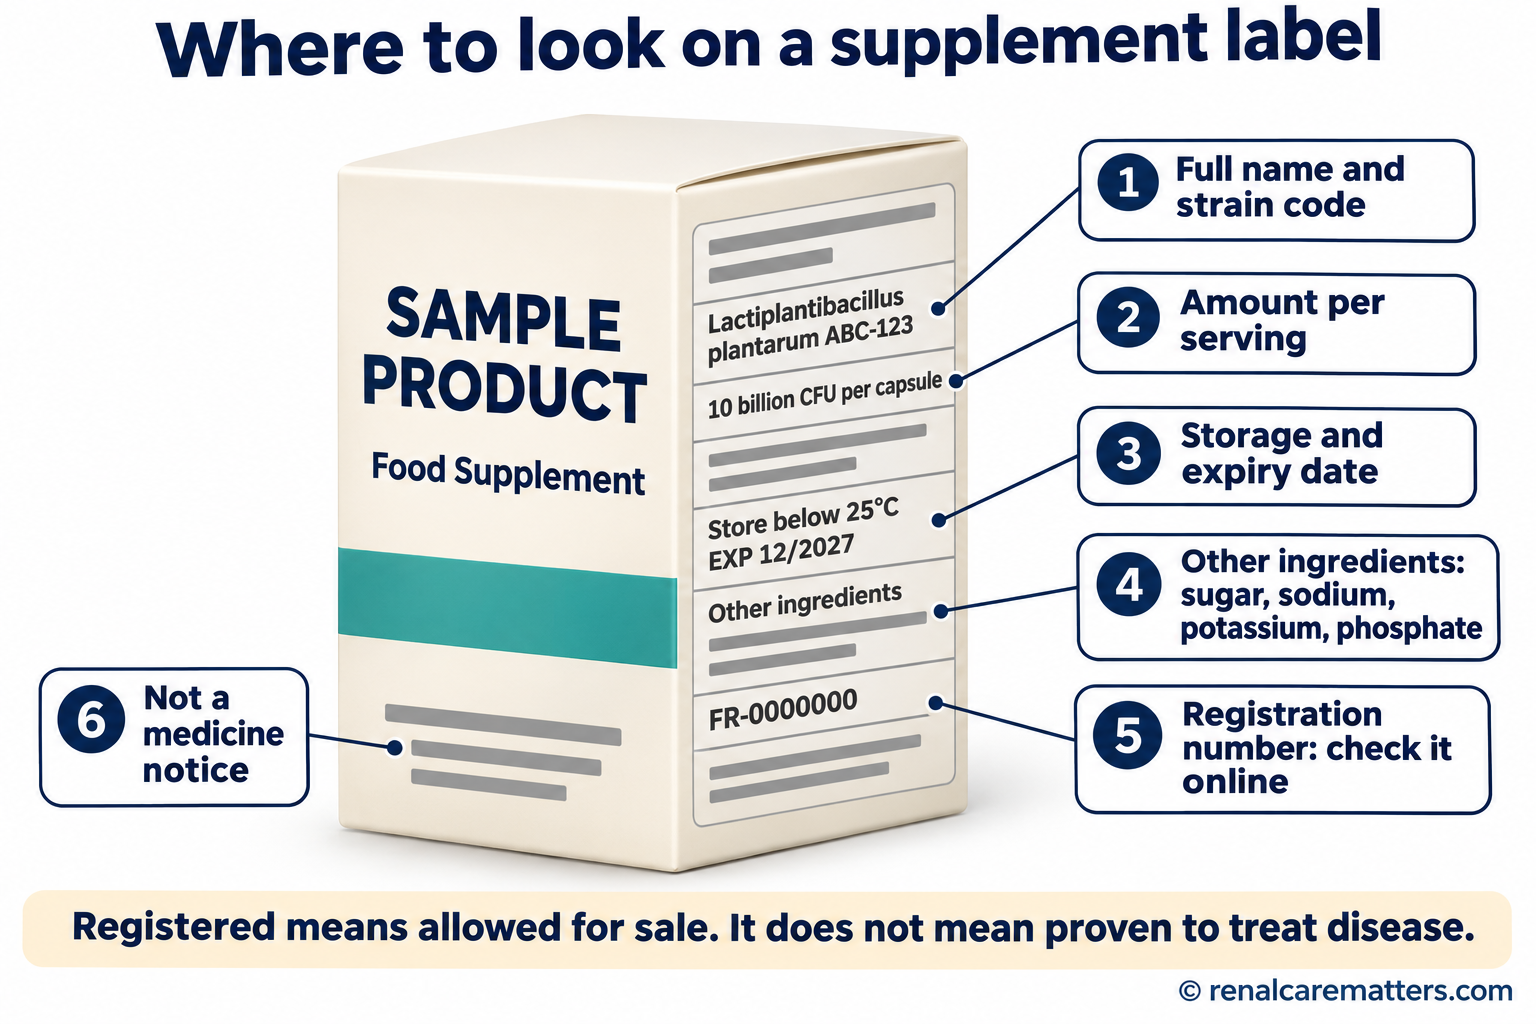 Where to look on a supplement label
SAMPLE
PRODUCT
Food Supplement
Lactiplantibacillus
plantarum ABC-123
10 billion CFU per capsule
Store below 25°C
EXP 12/2027
Other ingredients
FR-0000000
1 Full name and
strain code
2 Amount per
serving
3 Storage and
expiry date
4 Other ingredients:
sugar, sodium,
potassium, phosphate
5 Registration
number: check it
online
6 Not a
medicine
notice
Registered means allowed for sale. It does not mean proven to treat disease.
© renalcarematters.com